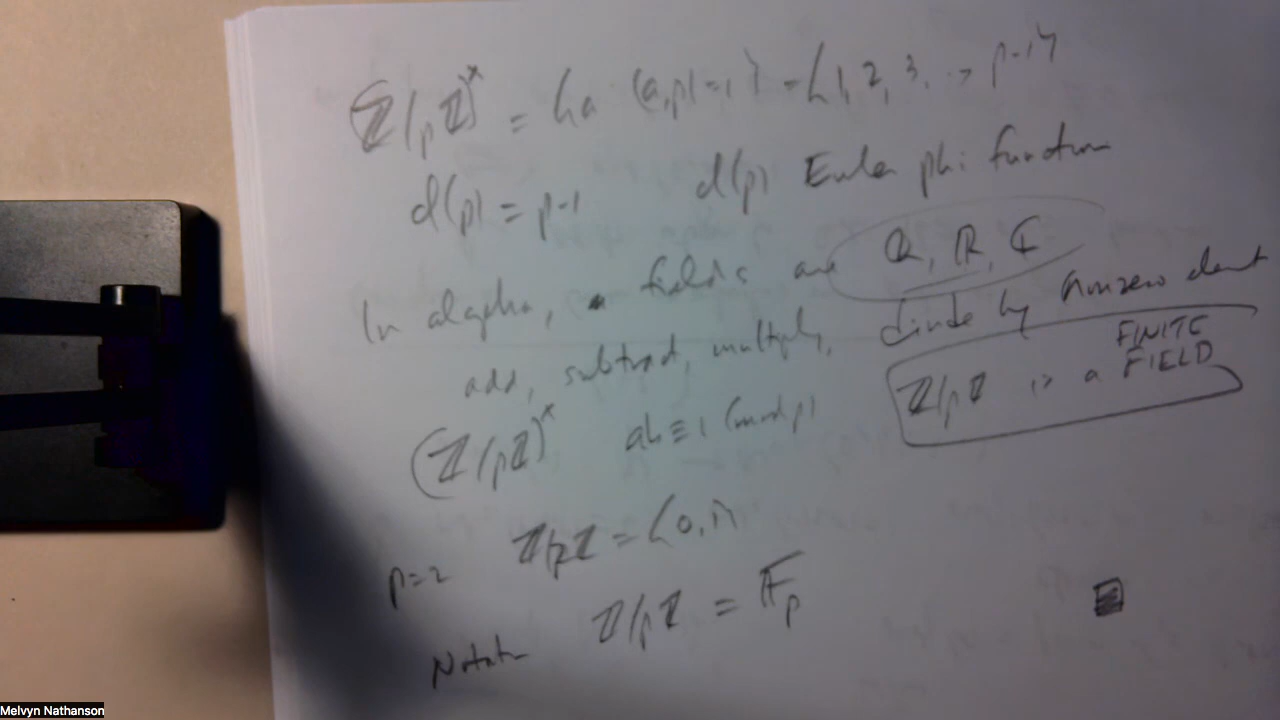 (ℤ/pℤ)^x = {a (a,p)=1} = {1, 2, 3, .., p-1}
φ(p) = p-1 φ(p) Euler phi function
In algebra, fields are Q, R, C
add, subtract, multiply, divide by nonzero element
(ℤ/pℤ)^x ab ≡ 1 (mod p)
ℤ/pℤ is a FINITE FIELD
p=2 ℤ/2ℤ = {0,1}
Notat ℤ/pℤ = F_p
Melvyn Nathanson